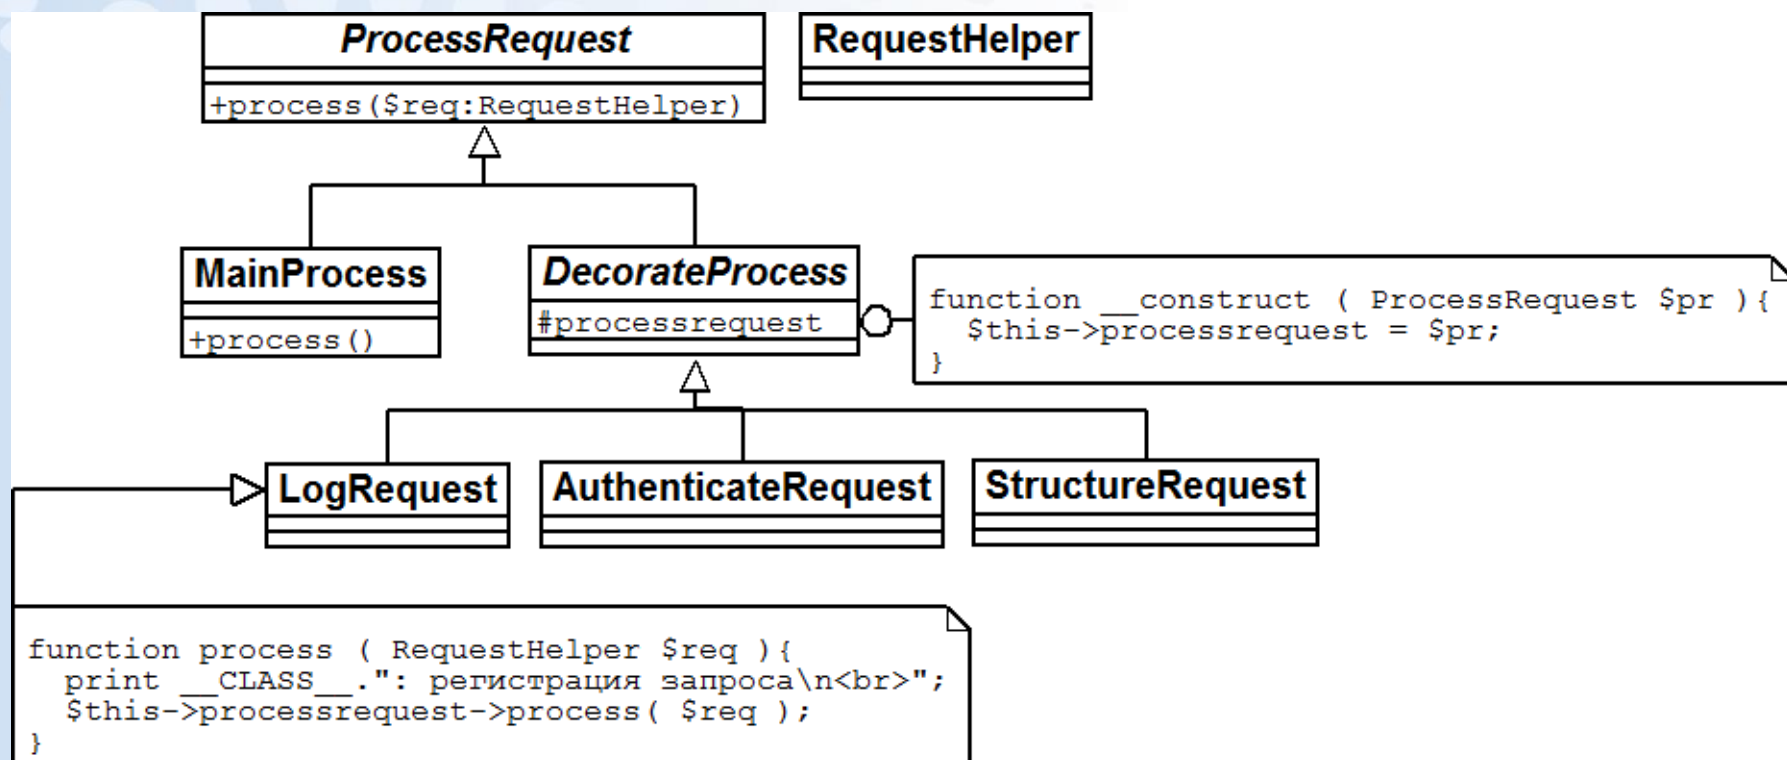 ProcessRequest
+process($req:RequestHelper)
RequestHelper
MainProcess
+process()
DecorateProcess
#processrequest
function __construct ( ProcessRequest $pr ){
$this->processrequest = $pr;
}
LogRequest
AuthenticateRequest
StructureRequest
function process ( RequestHelper $req ){
print __CLASS__.": регистрация запроса\n<br>";
$this->processrequest->process( $req );
}